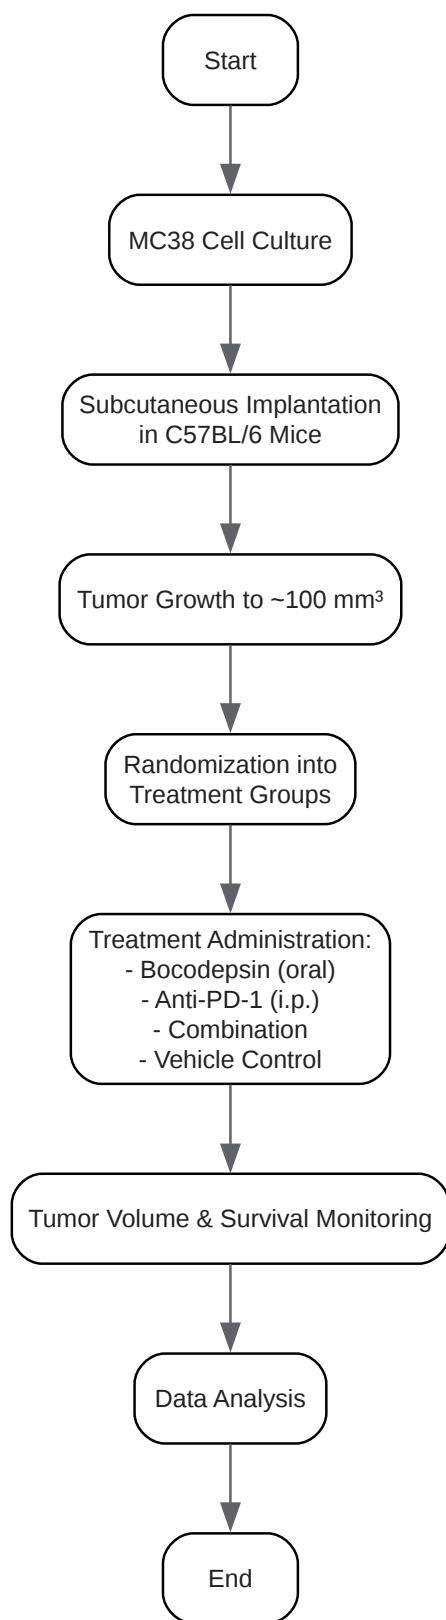 Start
MC38 Cell Culture
Subcutaneous Implantation
in C57BL/6 Mice
Tumor Growth to ~100 mm³
Randomization into
Treatment Groups
Treatment Administration:
- Bocodepsin (oral)
- Anti-PD-1 (i.p.)
- Combination
- Vehicle Control
Tumor Volume & Survival Monitoring
Data Analysis
End